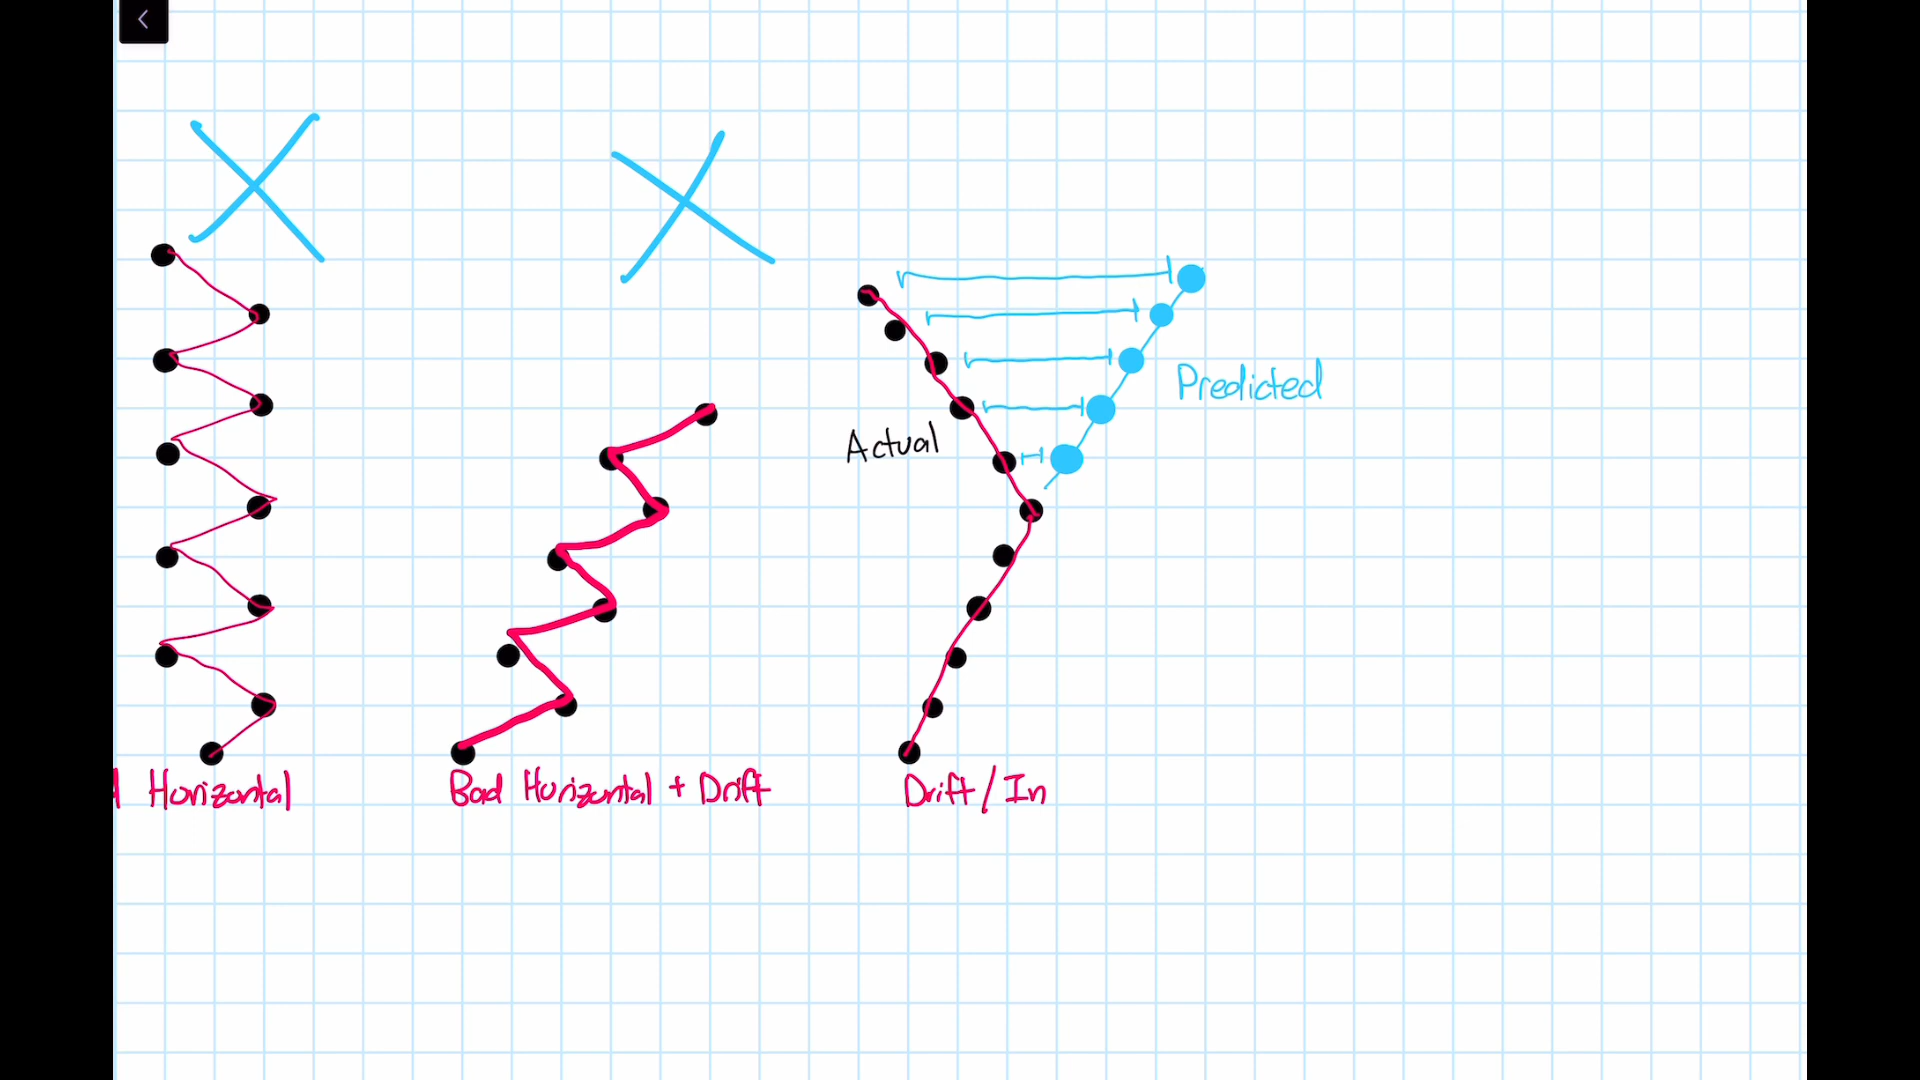 Predicted
Actual
Horizontal
Bad Horizontal + Drift
Drift / In